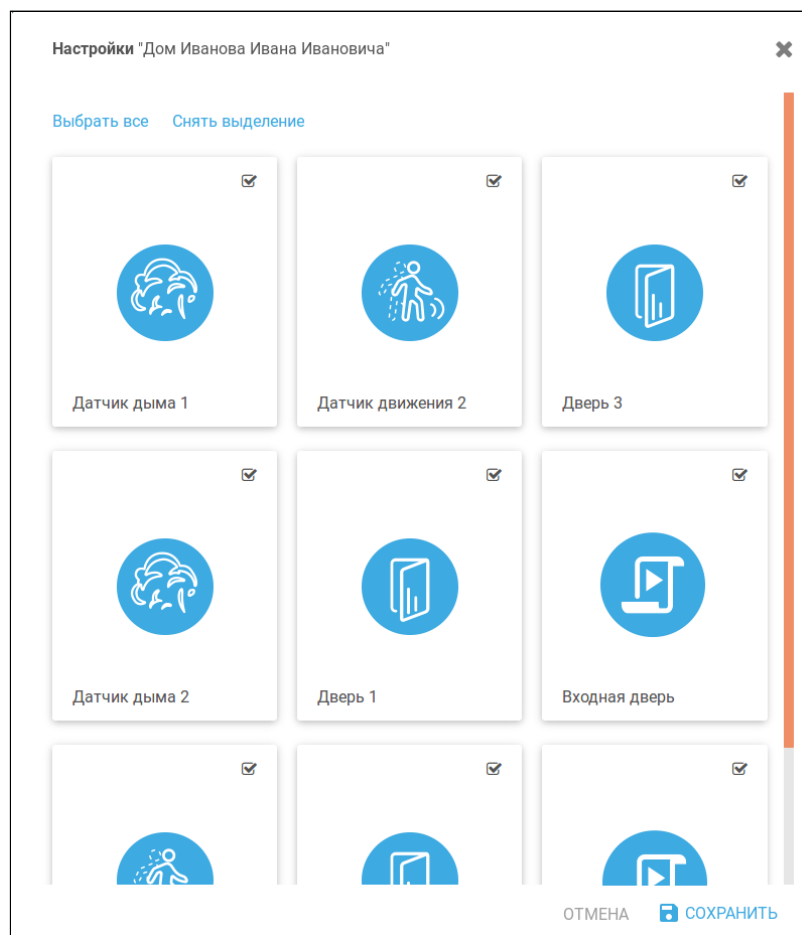 Настройки "Дом Иванова Ивана Ивановича"
Выбрать все Снять выделение
Датчик дыма 1 Датчик движения 2 Дверь 3
Датчик дыма 2 Дверь 1 Входная дверь
ОТМЕНА СОХРАНИТЬ